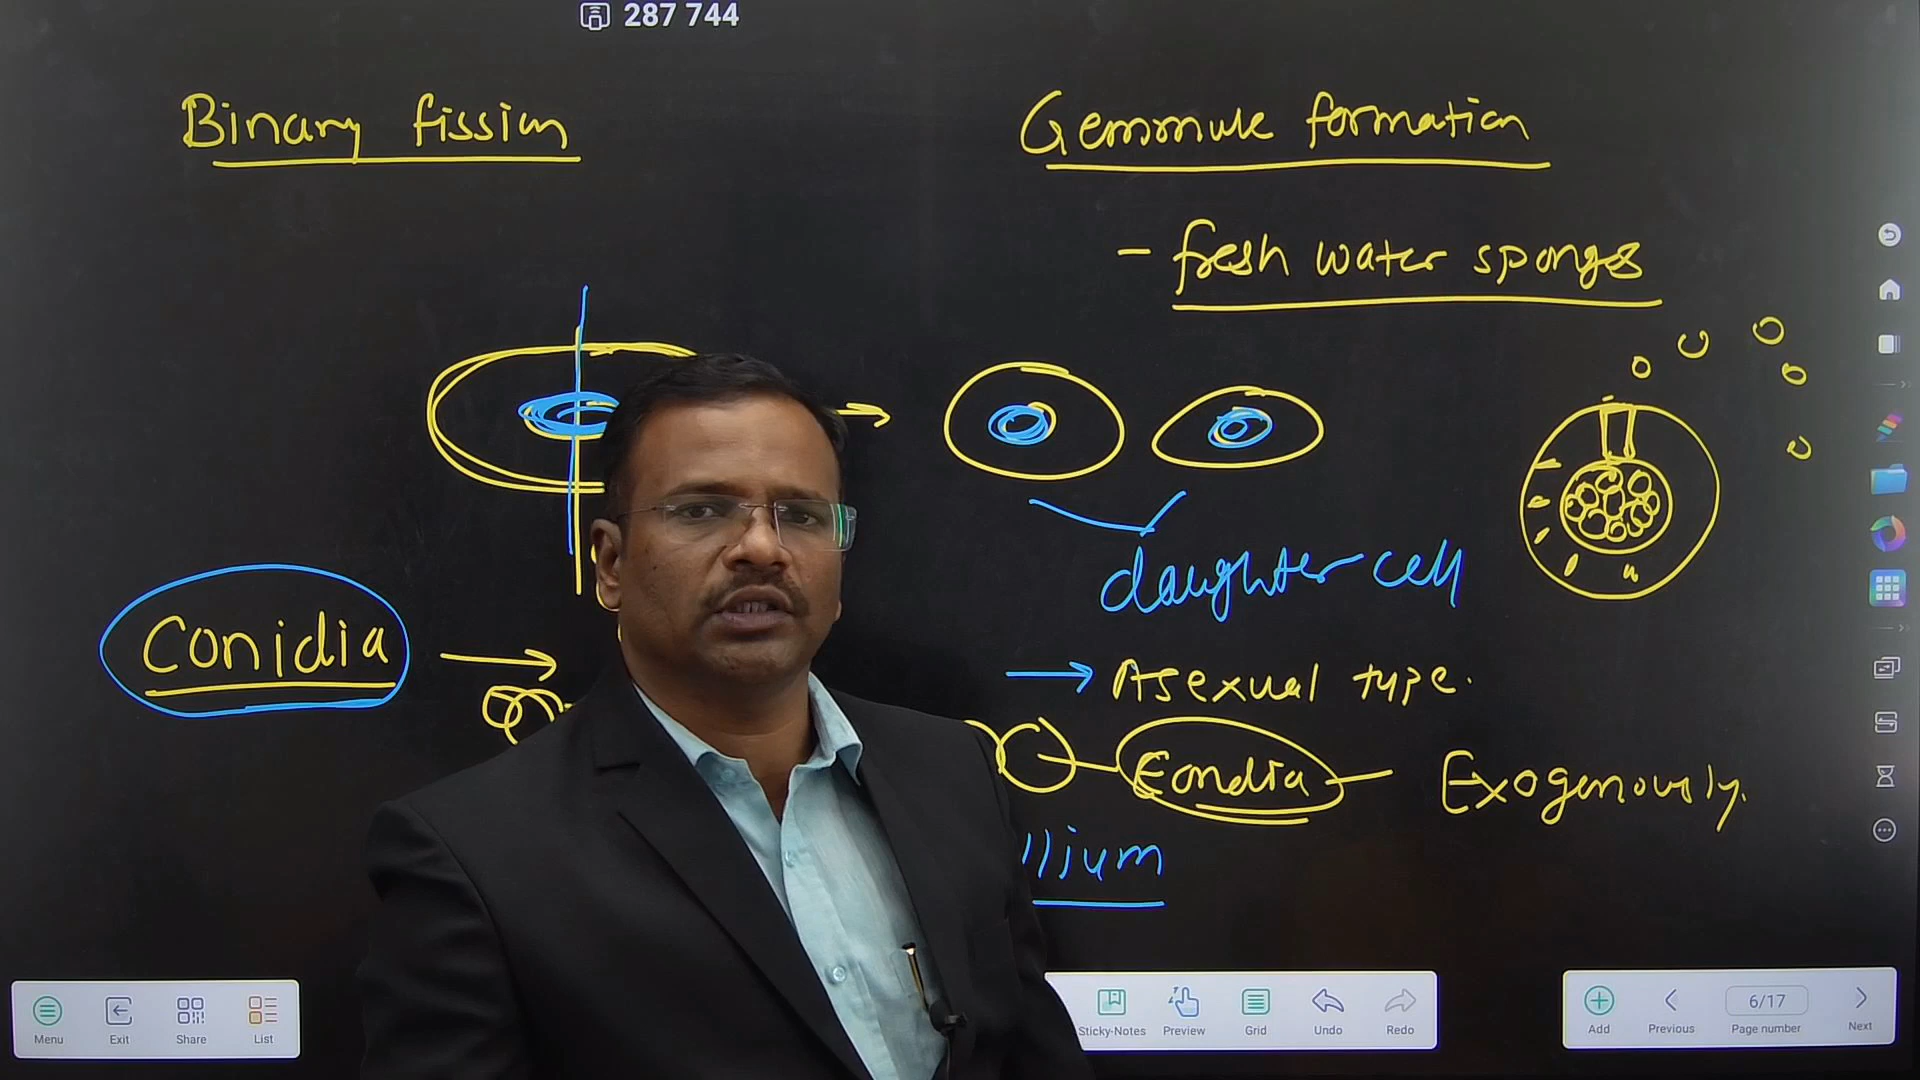 287 744
Binary fission
Gemmule formation
- fresh water sponges
daughter cell
Conidia
→ Asexual type.
Condia
Exogenously.
llium
Menu
Exit
Share
List
Sticky-Notes
Preview
Grid
Undo
Redo
Add
Previous
6/17
Page number
Next